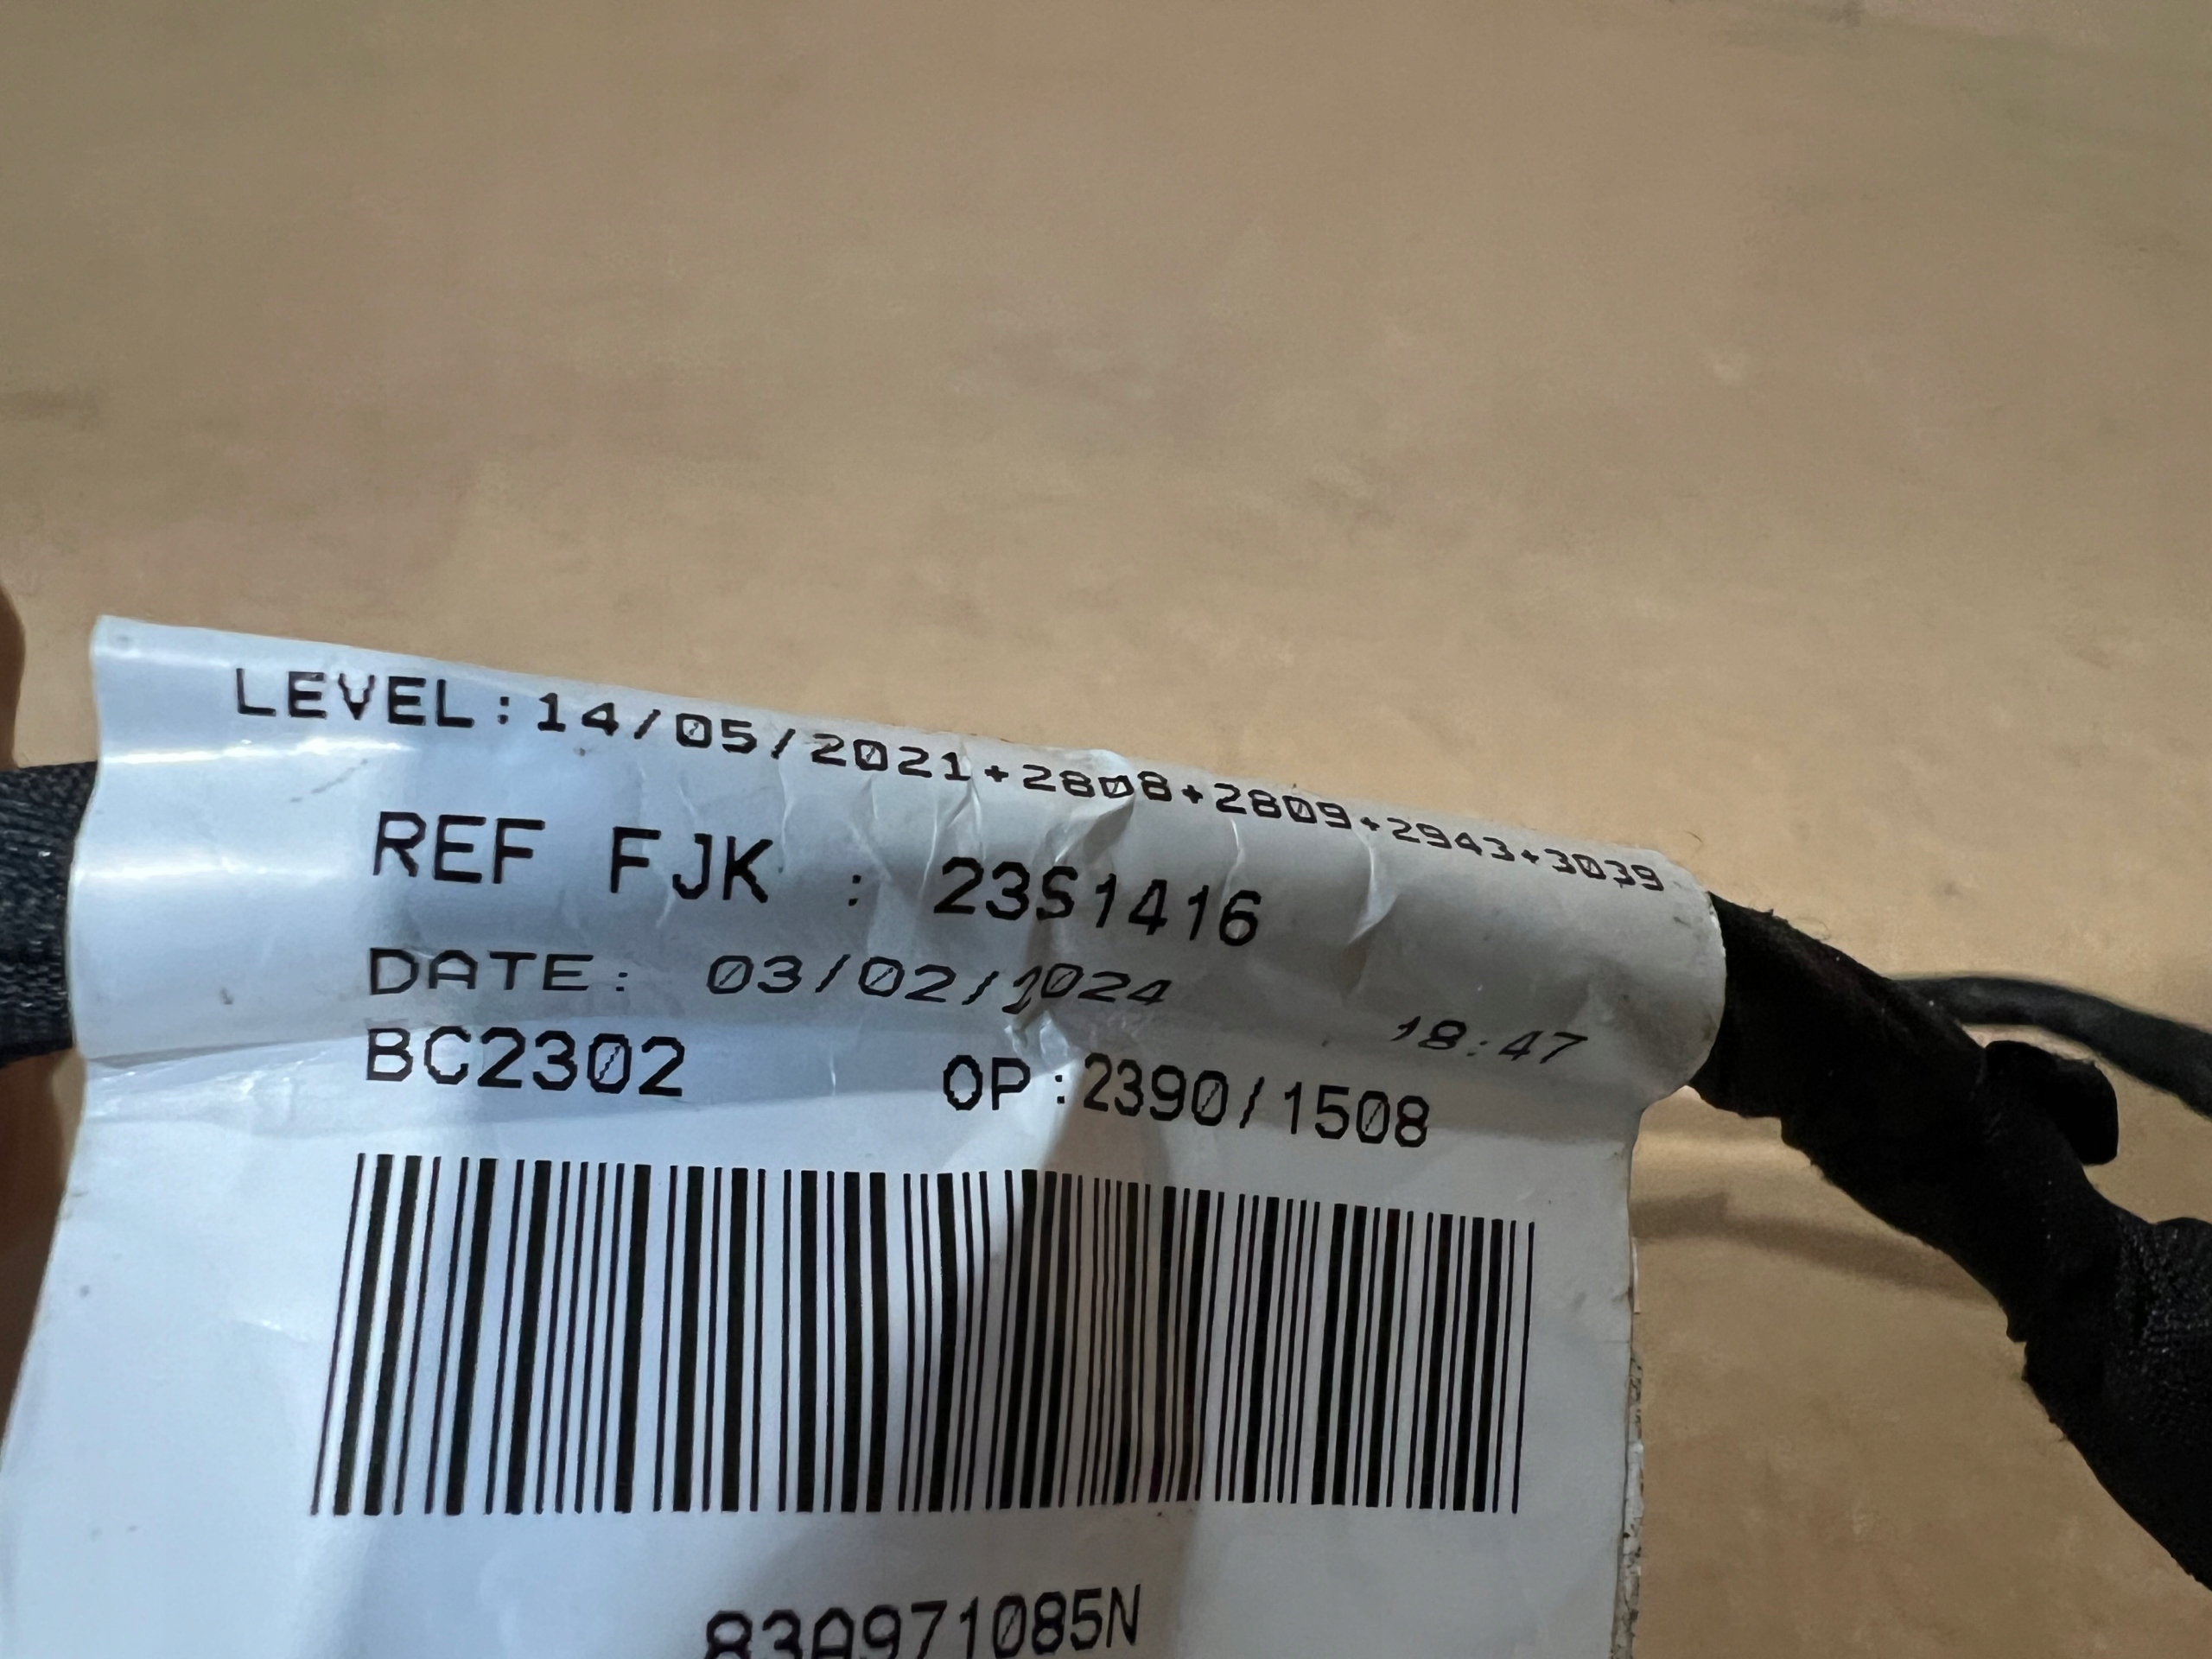 LEVEL:14/05/2021+2808+2809+2943+3039
REF FJK : 23S1416
DATE: 03/02/2024 18:47
BC2302 OP:2390/1508
83A971085N